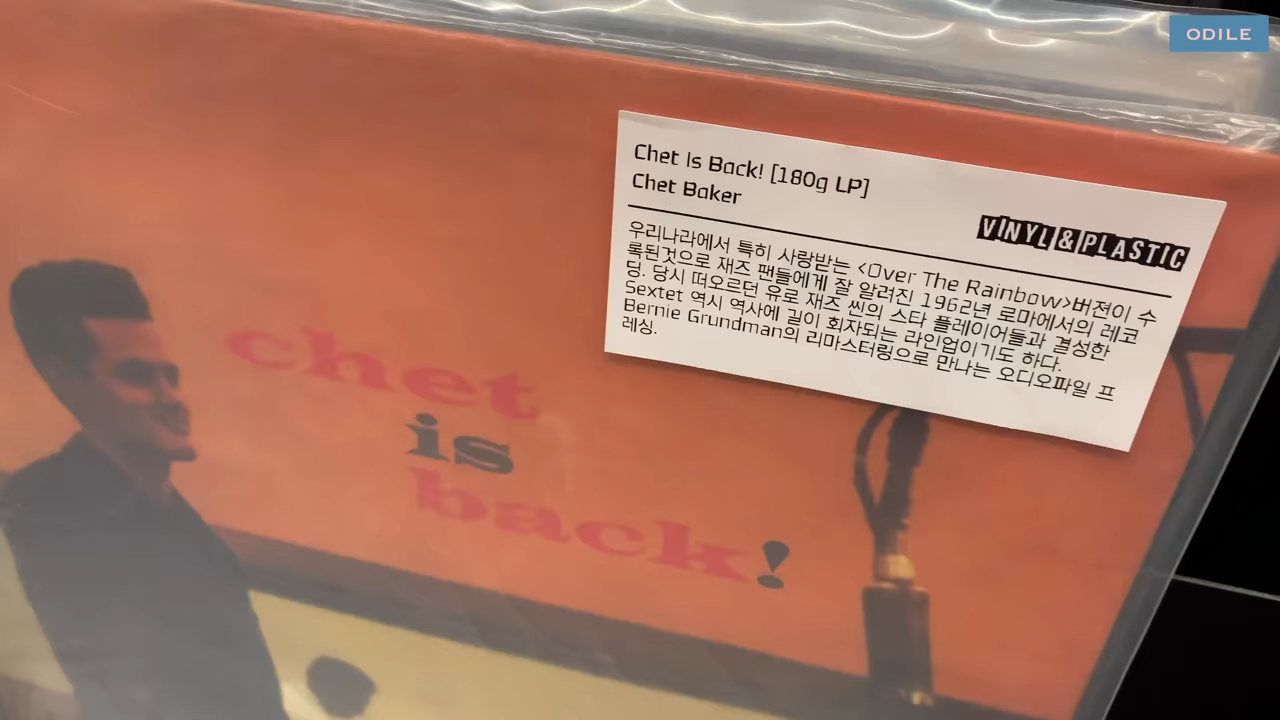 ODILE
Chet Is Back! [180g LP]
Chet Baker
VINYL&PLASTIC
우리나라에서 특히 사랑받는 <Over The Rainbow>버젼이 수
록된것으로 재즈 팬들에게 잘 알려진 1962년 로마에서의 레코
딩. 당시 떠오르던 유로 재즈 씬의 스타 플레이어들과 결성한
Sextet 역시 역사에 길이 회자되는 라인업이기도 하다.
Bernie Grundman의 리마스터링으로 만나는 오디오파일 프
레싱.
chet
is
back!